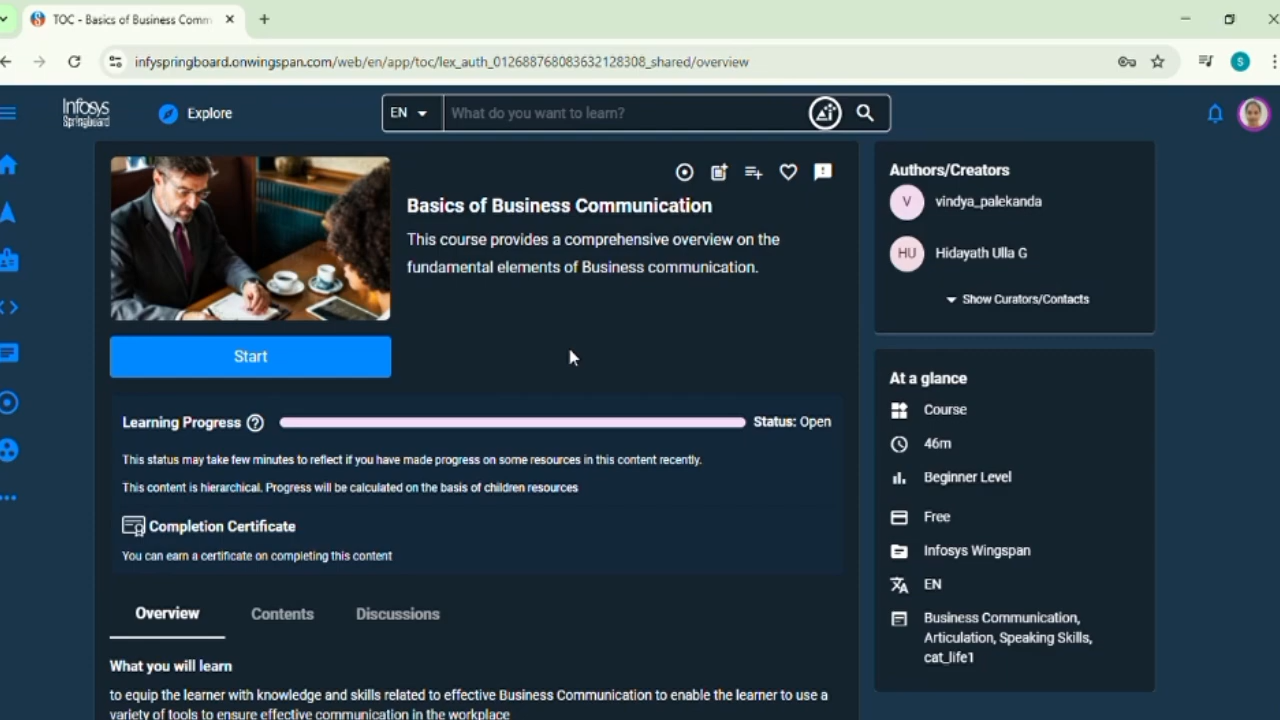 TOC - Basics of Business Comm
infyspringboard.onwingspan.com/web/en/app/toc/lex_auth_012688768083632128308_shared/overview
S
Infosys
Springboard
Explore
EN
What do you want to learn?
Basics of Business Communication
This course provides a comprehensive overview on the
fundamental elements of Business communication.
Start
Learning Progress
Status: Open
This status may take few minutes to reflect if you have made progress on some resources in this content recently.
This content is hierarchical. Progress will be calculated on the basis of children resources
Completion Certificate
You can earn a certificate on completing this content
Overview
Contents
Discussions
What you will learn
to equip the learner with knowledge and skills related to effective Business Communication to enable the learner to use a
variety of tools to ensure effective communication in the workplace
Authors/Creators
V
vindya_palekanda
HU
Hidayath Ulla G
Show Curators/Contacts
At a glance
Course
46m
Beginner Level
Free
Infosys Wingspan
EN
Business Communication,
Articulation, Speaking Skills,
cat_life1